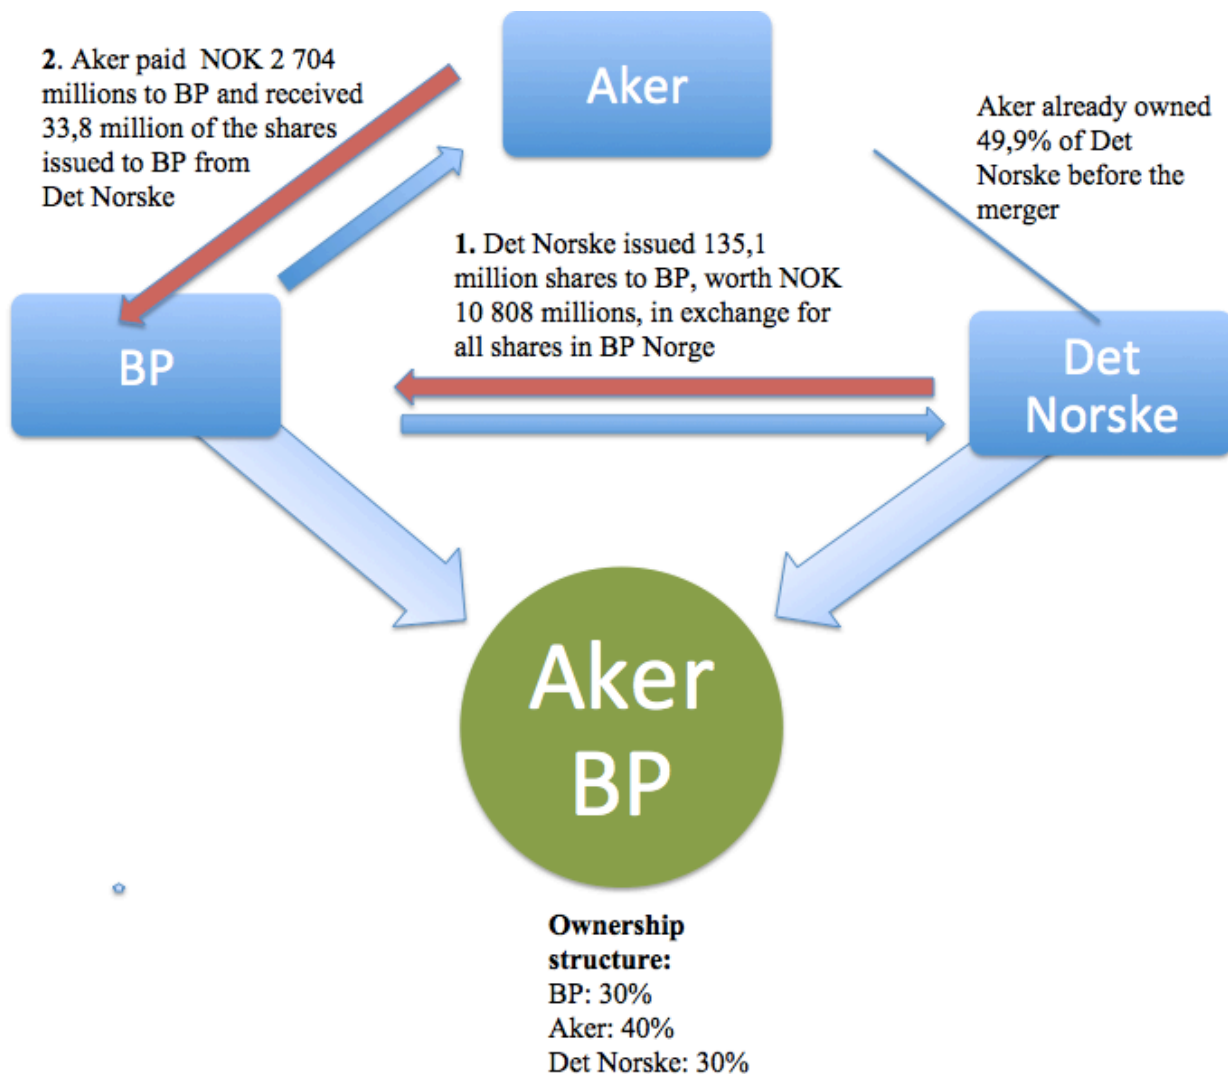 Aker
2. Aker paid NOK 2 704
millions to BP and received
33,8 million of the shares
issued to BP from
Det Norske
Aker already owned
49,9% of Det
Norske before the
merger
1. Det Norske issued 135,1
million shares to BP, worth NOK
10 808 millions, in exchange for
all shares in BP Norge
BP
Det
Norske
Aker
BP
Ownership
structure:
BP: 30%
Aker: 40%
Det Norske: 30%